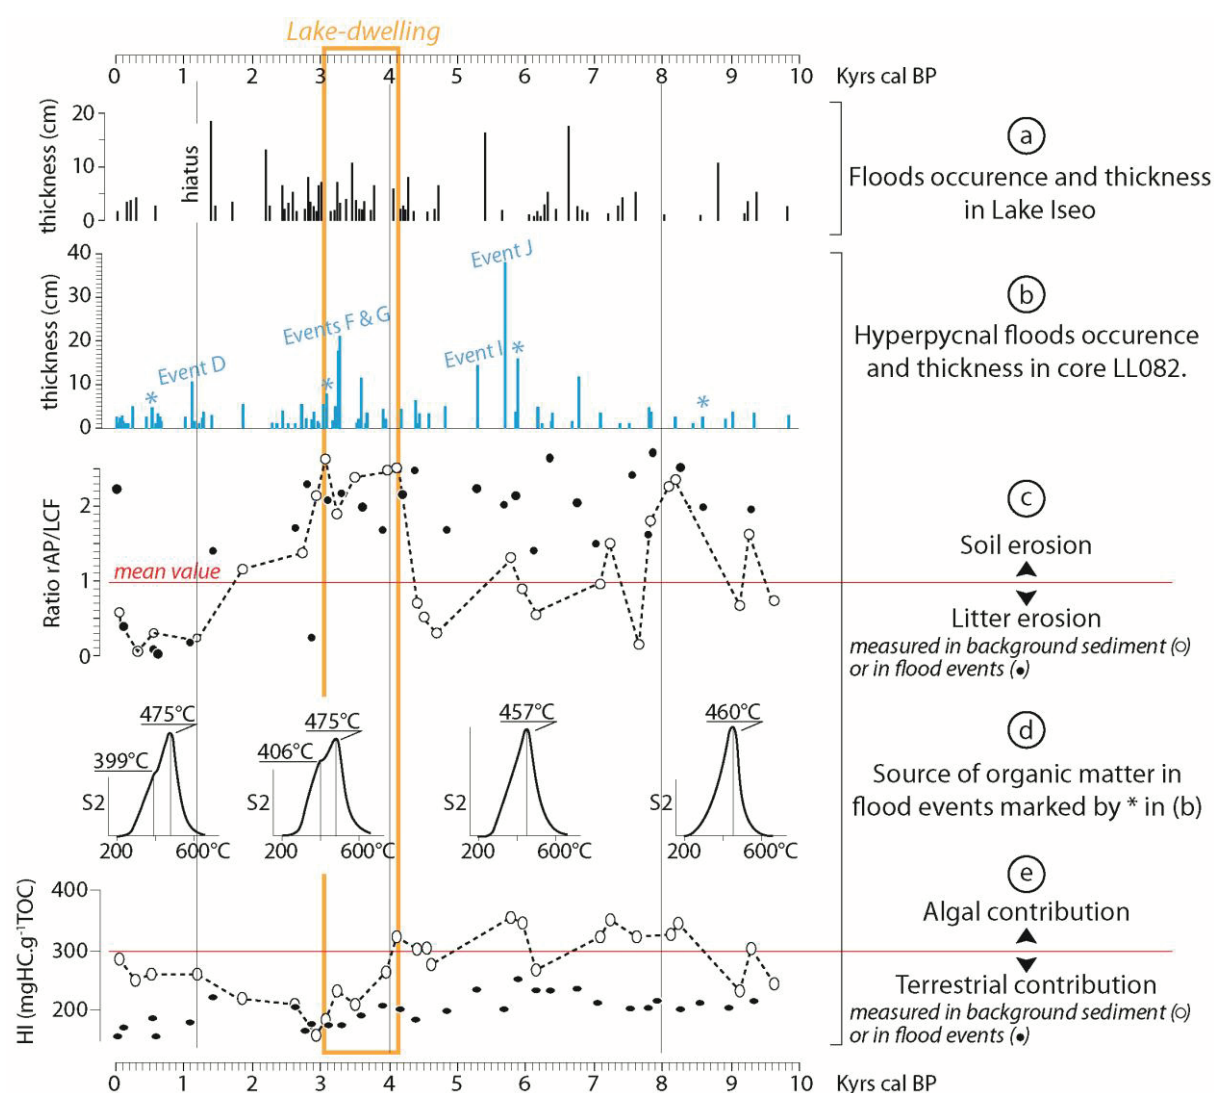 Lake-dwelling
0 1 2 3 4 5 6 7 8 9 10 Kyrs cal BP
thickness (cm)
20
10
0
hiatus
a
Floods occurence and thickness
in Lake Iseo
thickness (cm)
40
30
20
10
0
Event D
*
Events F & G
*
Event I
Event J
*
*
b
Hyperpycnal floods occurence
and thickness in core LL082.
Ratio rAP/LCF
2
1
0
mean value
c
Soil erosion
Litter erosion
measured in background sediment (○)
or in flood events (•)
475°C
399°C
S2
200 600°C
475°C
406°C
S2
200 600°C
457°C
S2
200 600°C
460°C
S2
200 600°C
d
Source of organic matter in
flood events marked by * in (b)
HI (mgHC.g⁻¹TOC)
400
300
200
e
Algal contribution
Terrestrial contribution
measured in background sediment (○)
or in flood events (•)
0 1 2 3 4 5 6 7 8 9 10 Kyrs cal BP